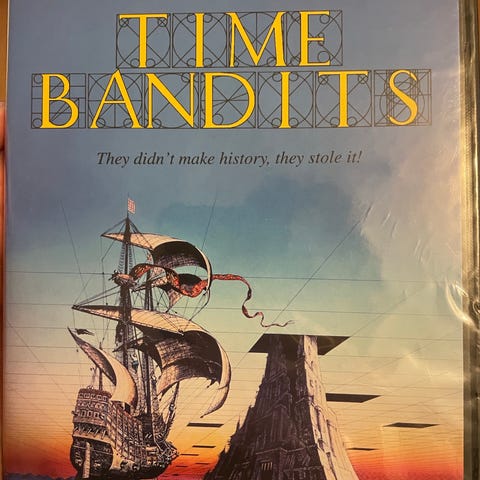 TIME
BANDITS
They didn't make history, they stole it!